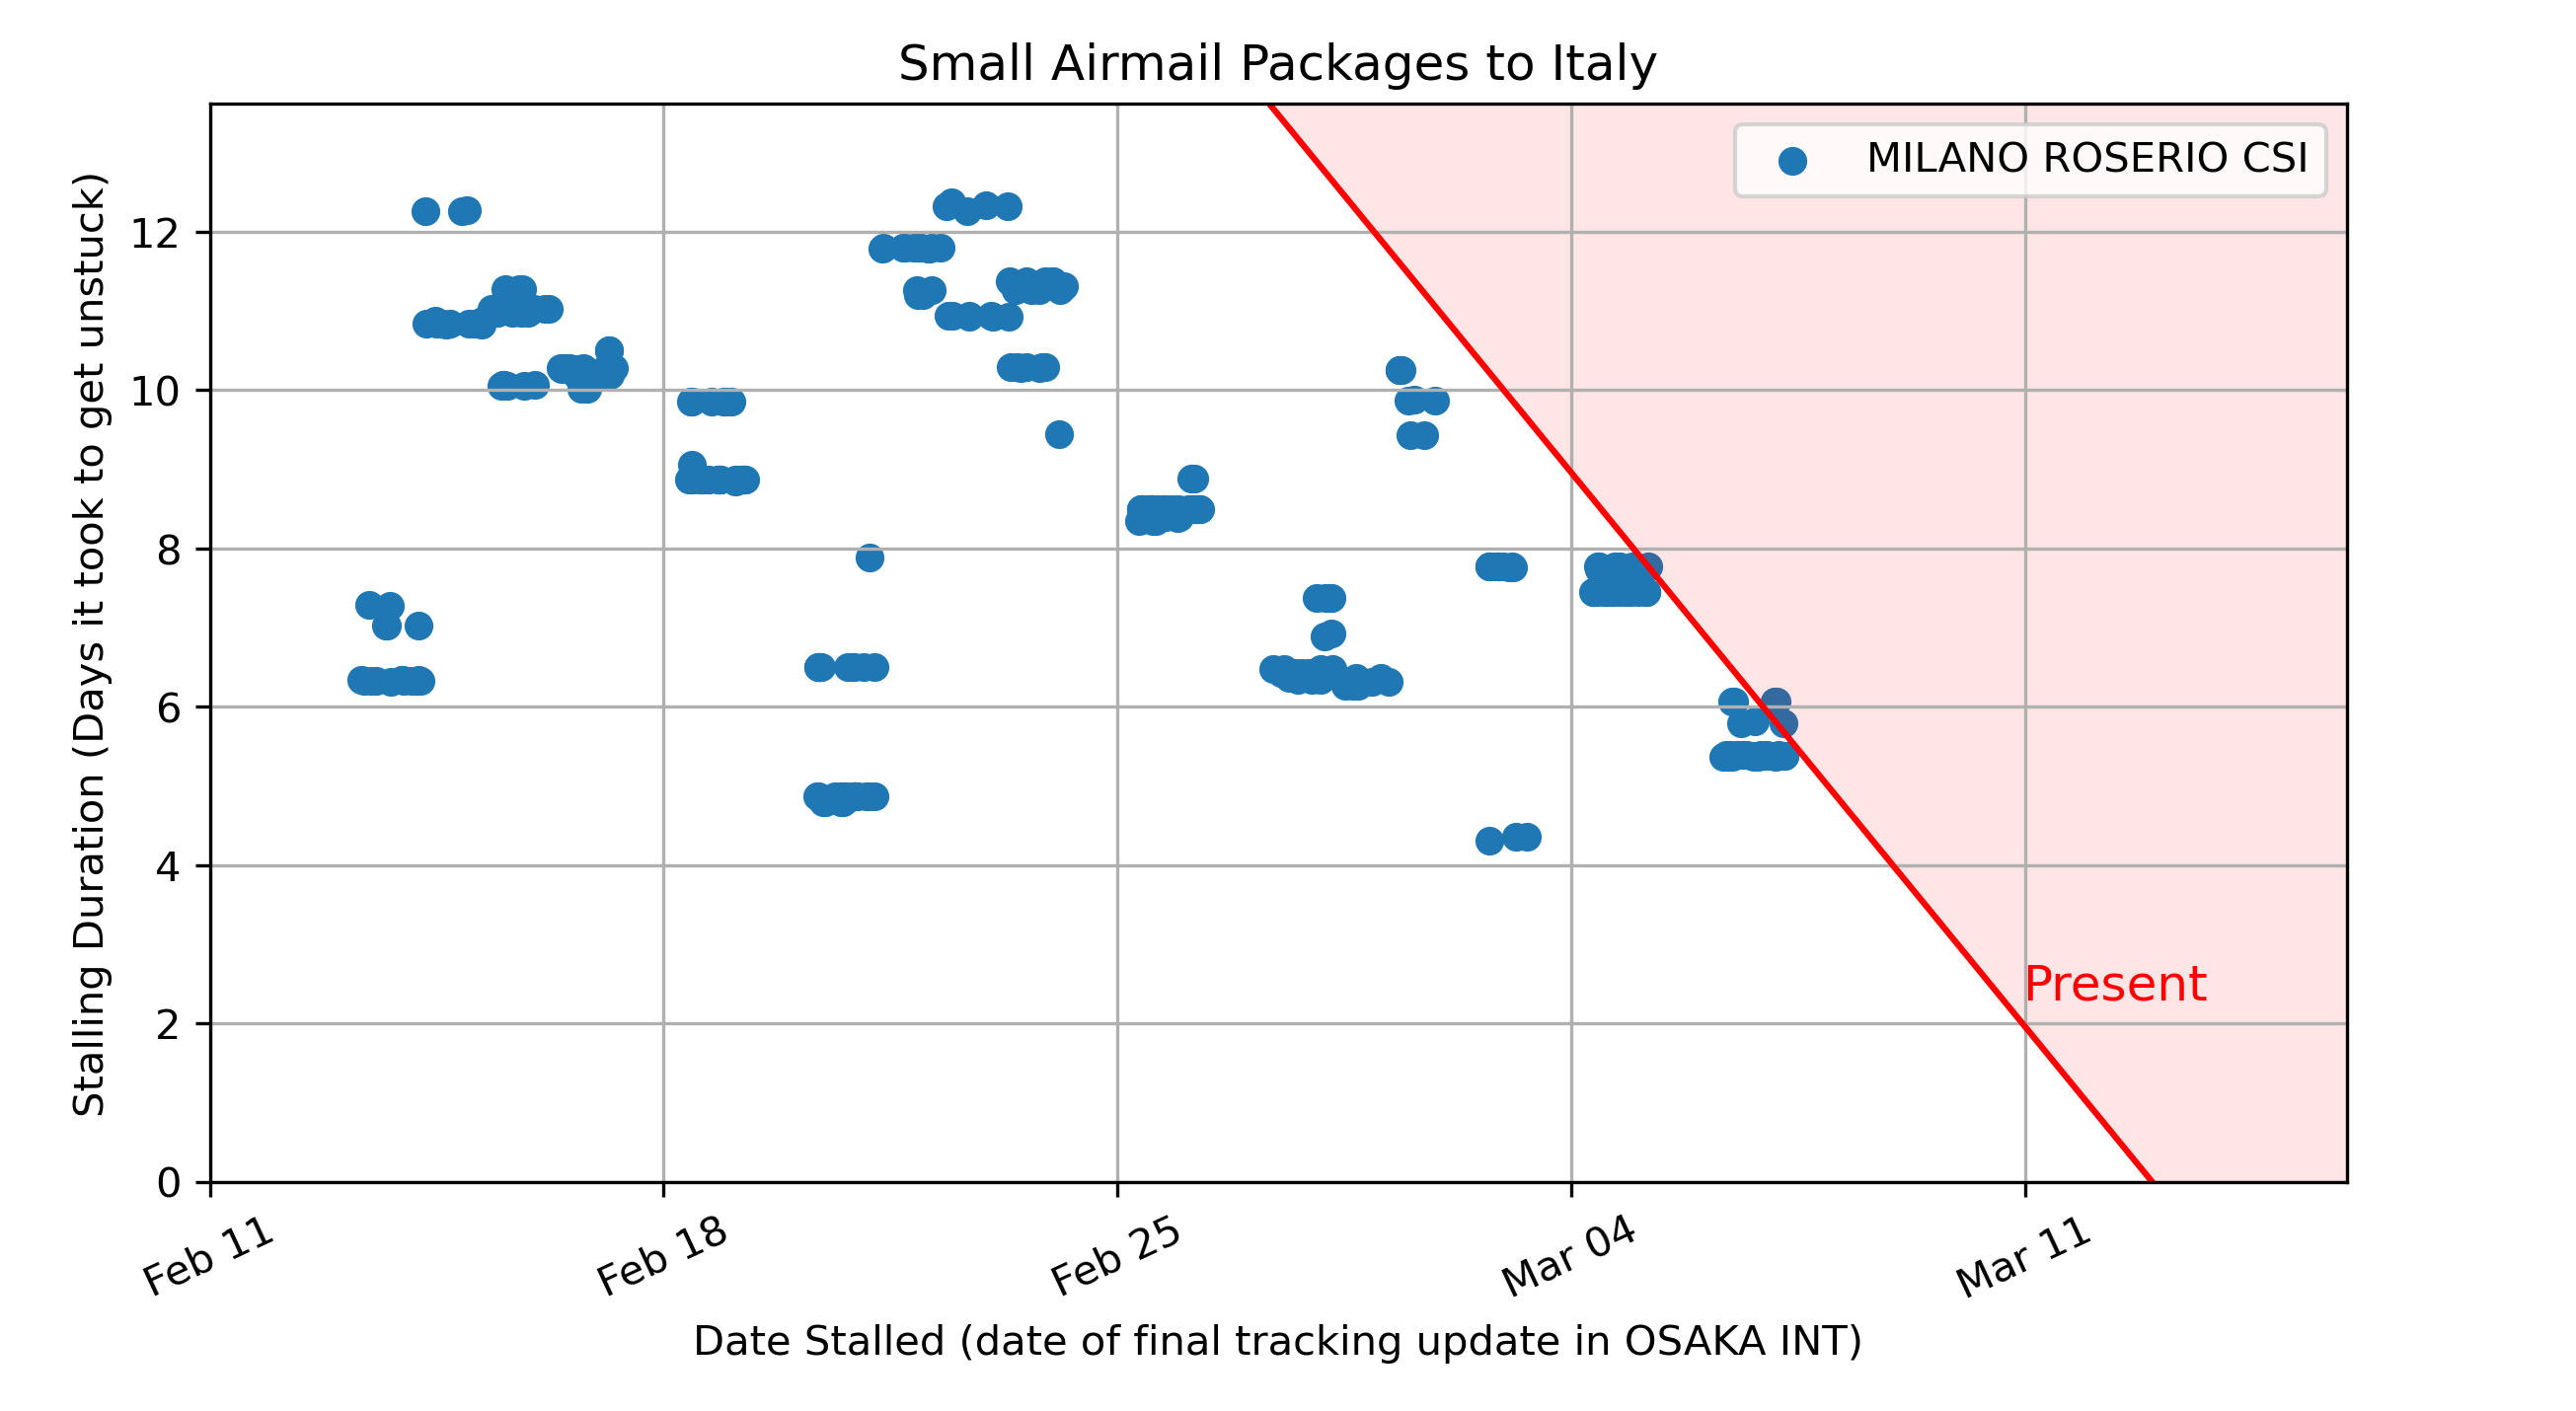 Small Airmail Packages to Italy
MILANO ROSERIO CSI
Stalling Duration (Days it took to get unstuck)
12
10
8
6
4
2
0
Present
Feb 11
Feb 18
Feb 25
Mar 04
Mar 11
Date Stalled (date of final tracking update in OSAKA INT)